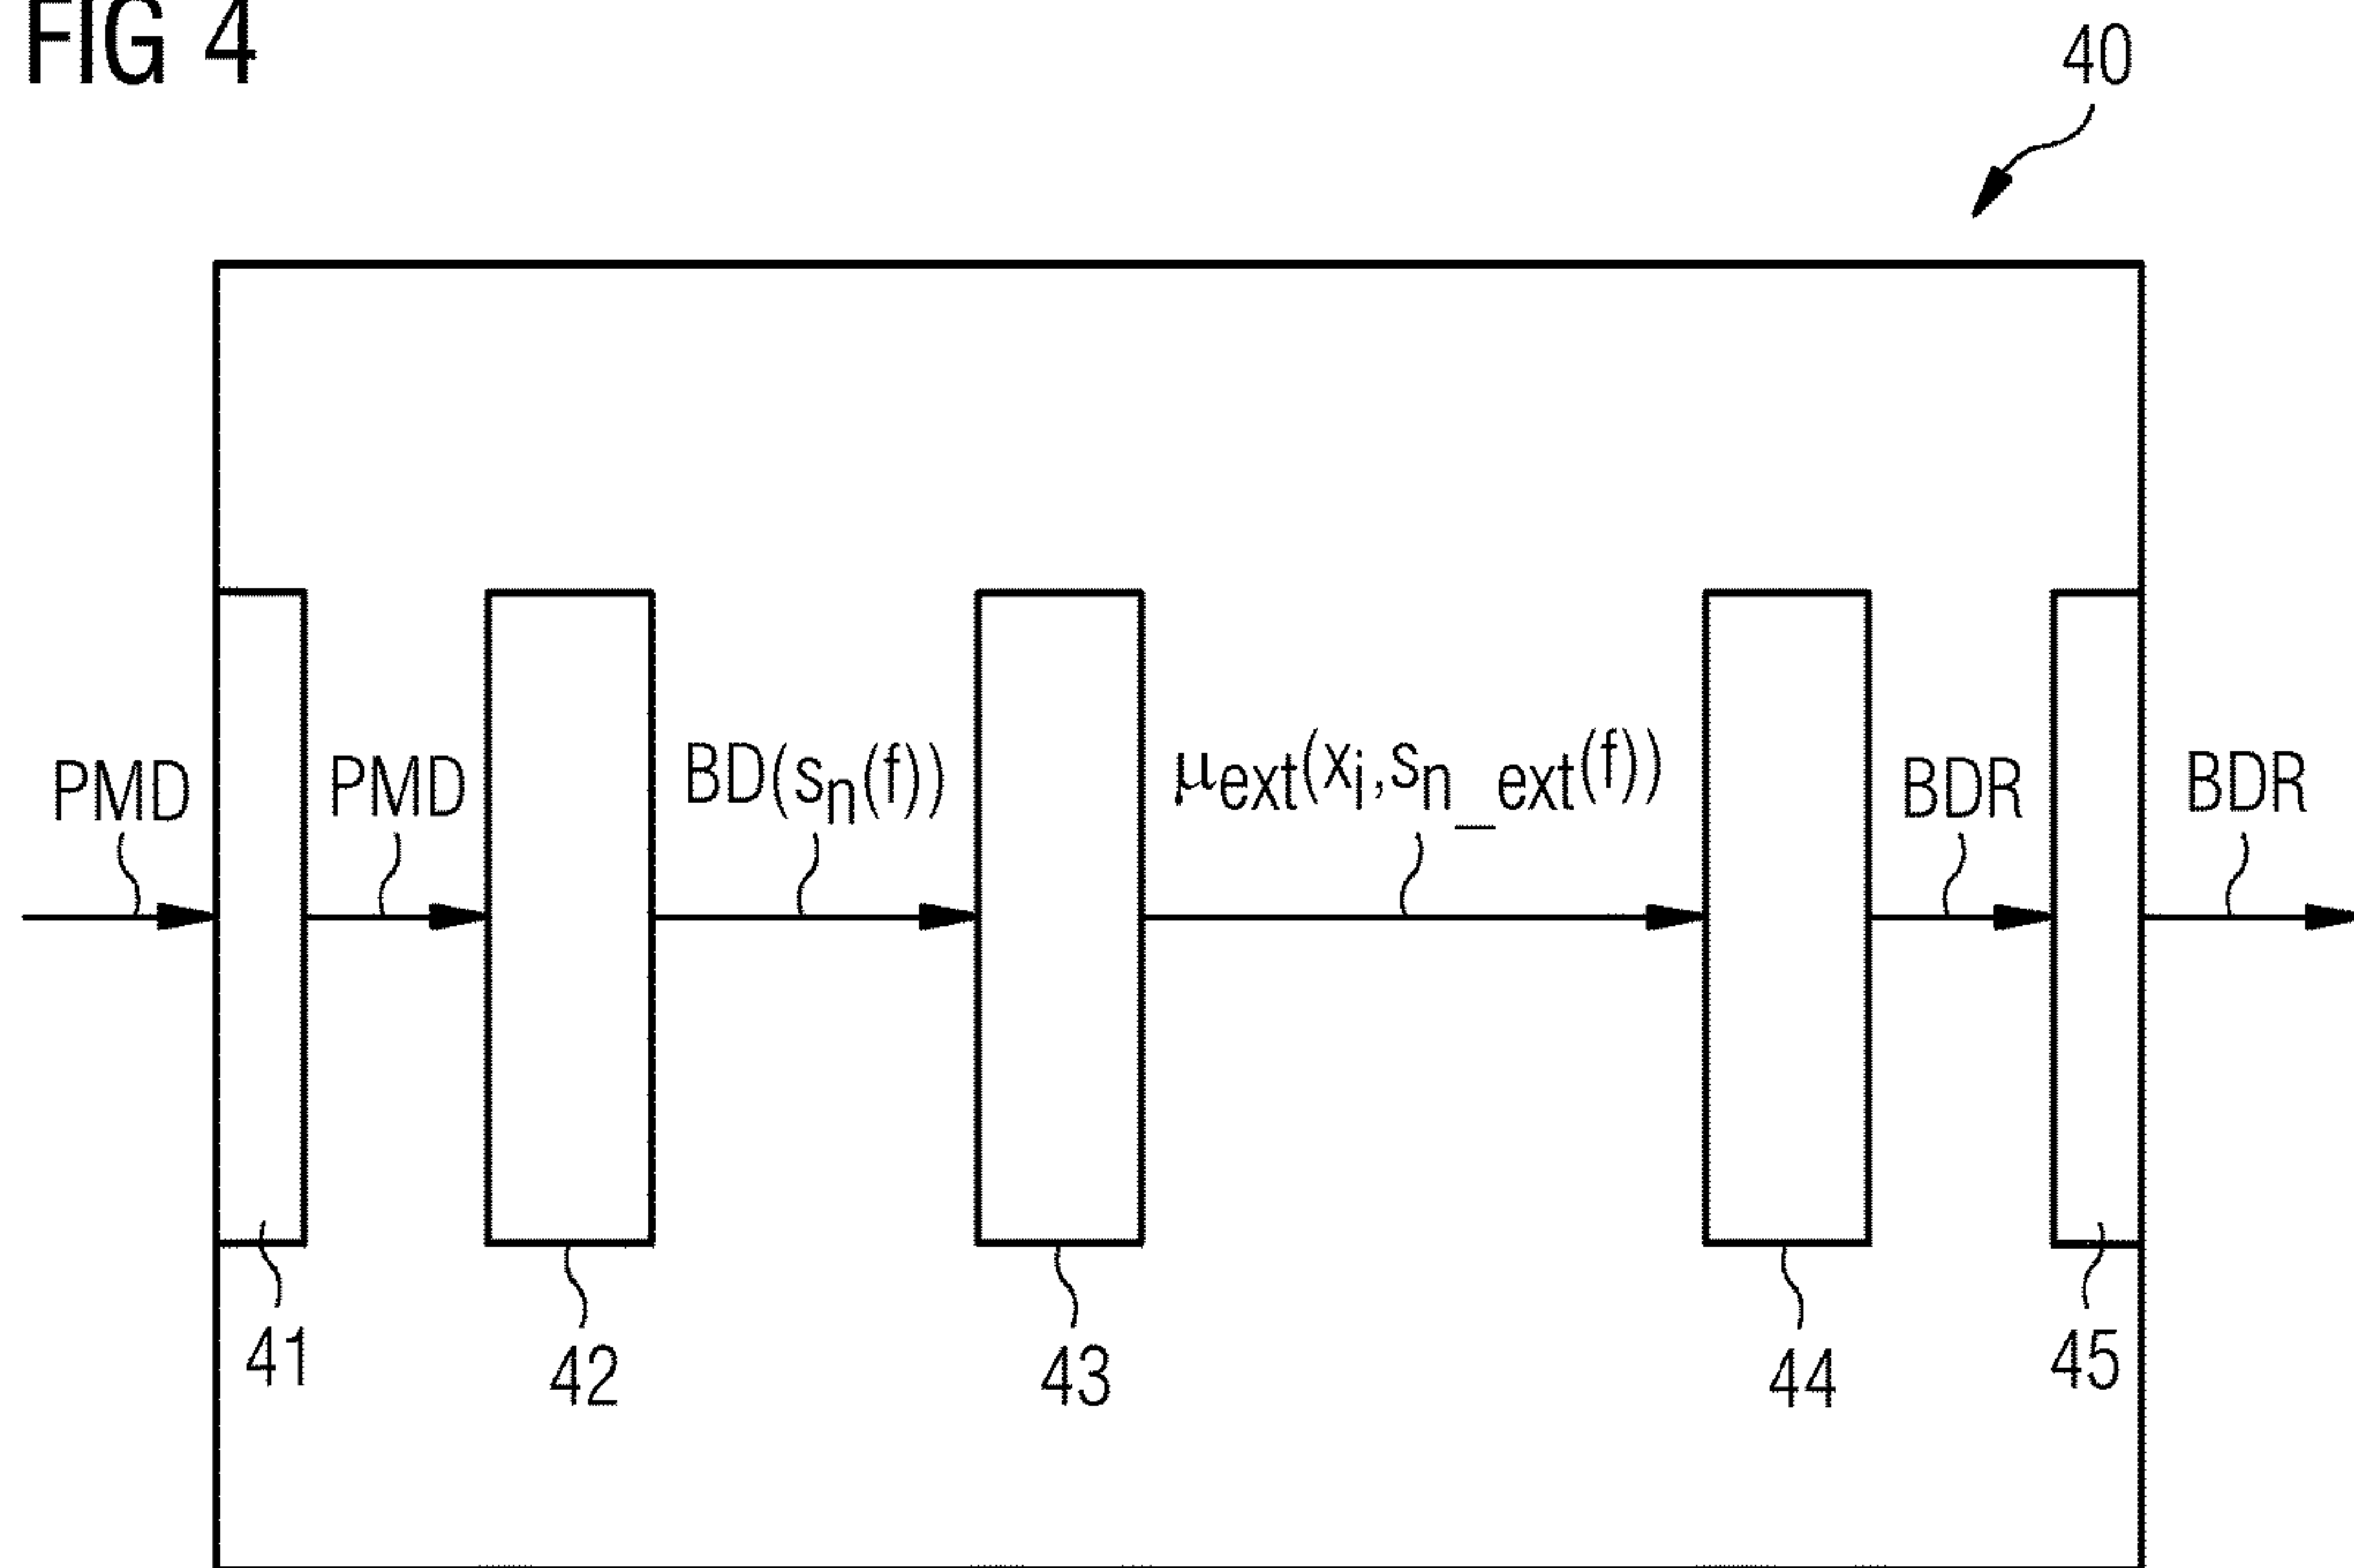 FIG 4
40
PMD
PMD
BD(sn(f))
μext(xi,sn_ext(f))
BDR
BDR
41
42
43
44
45